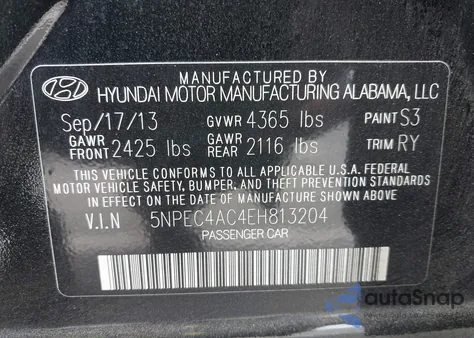 MANUFACTURED BY
HYUNDAI MOTOR MANUFACTURING ALABAMA, LLC
Sep/17/13 GVWR 4365 lbs PAINT S3
GAWR FRONT 2425 lbs GAWR REAR 2116 lbs TRIM RY
THIS VEHICLE CONFORMS TO ALL APPLICABLE U.S. FEDERAL
MOTOR VEHICLE SAFETY, BUMPER, AND THEFT PREVENTION STANDARDS
IN EFFECT ON THE DATE OF MANUFACTURE SHOWN ABOVE
V.I.N 5NPEC4AC4EH813204
PASSENGER CAR
autoSnap